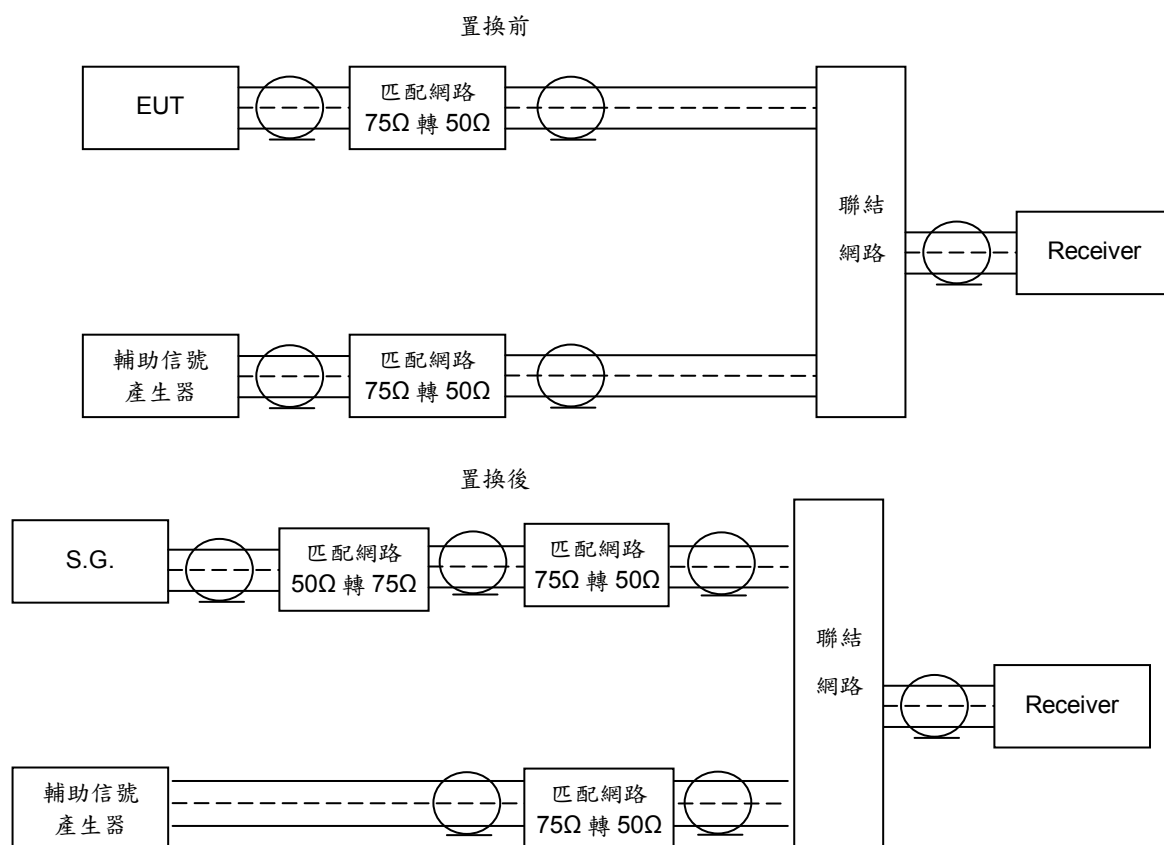 置換前
EUT
匹配網路
75Ω 轉 50Ω
聯結
網路
Receiver
輔助信號
產生器
匹配網路
75Ω 轉 50Ω
置換後
S.G.
匹配網路
50Ω 轉 75Ω
匹配網路
75Ω 轉 50Ω
聯結
網路
Receiver
輔助信號
產生器
匹配網路
75Ω 轉 50Ω